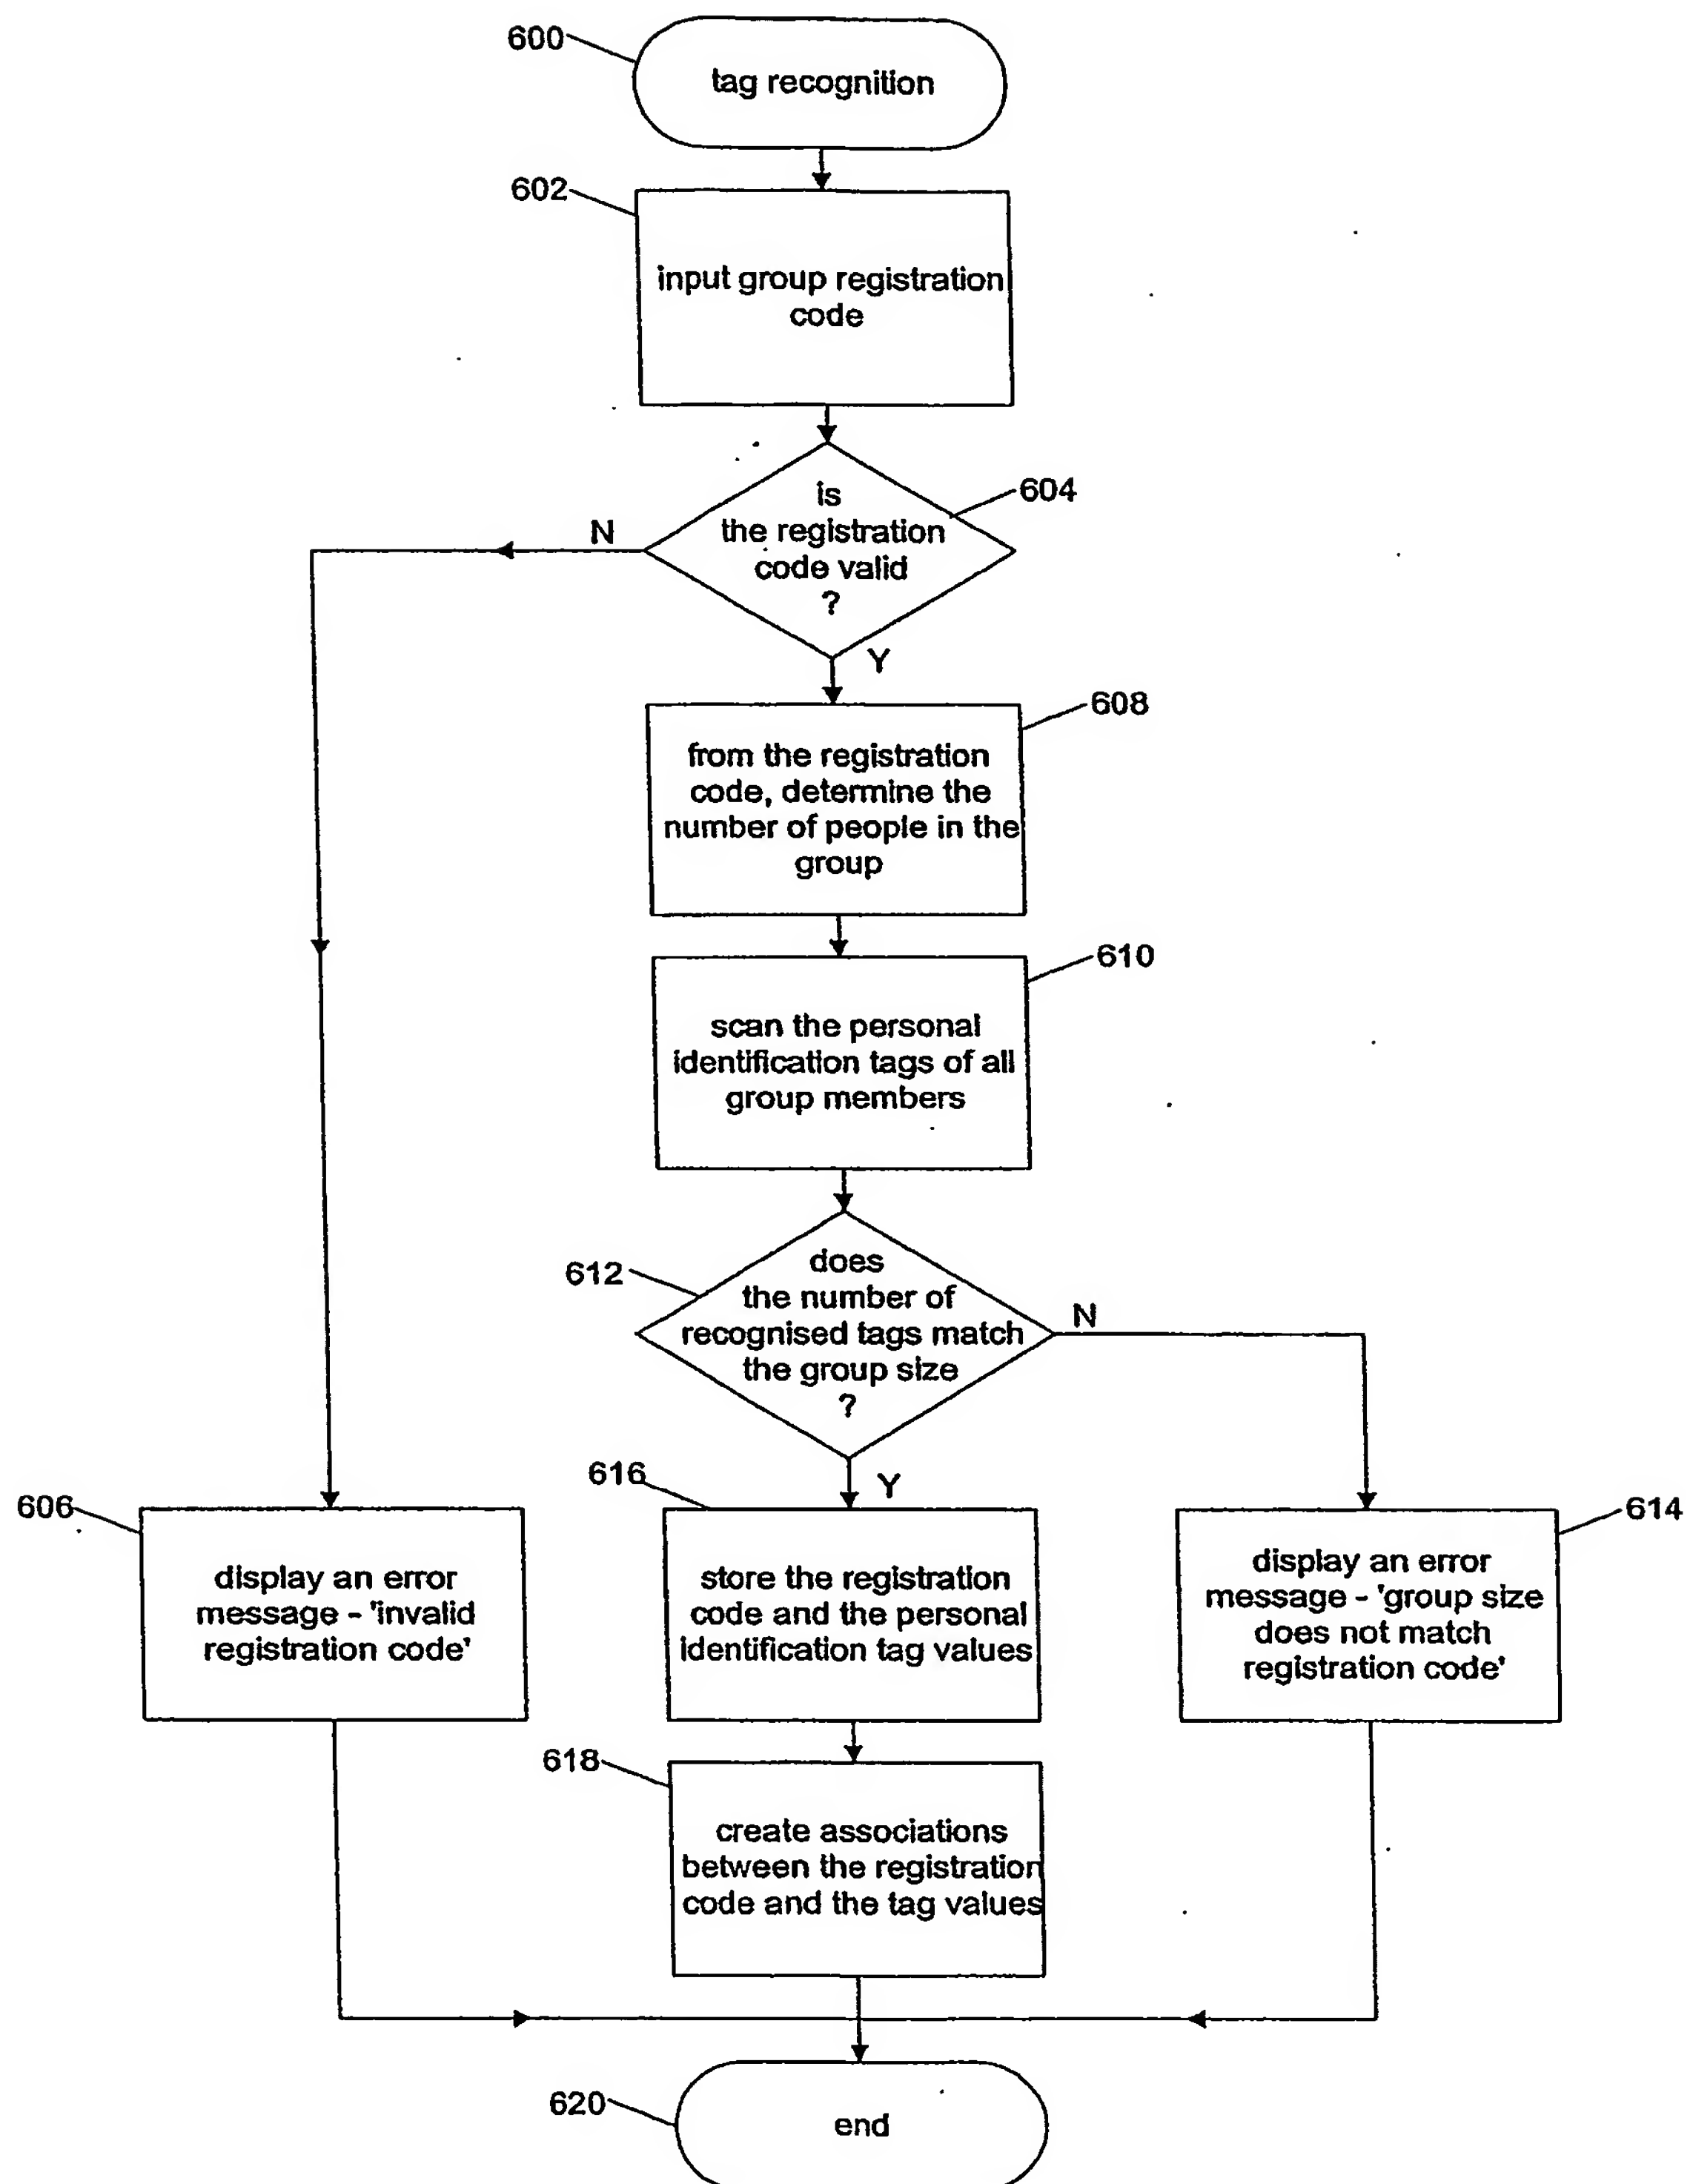 600
tag recognition
602
input group registration
code
604
is
the registration
code valid
?
N
Y
608
from the registration
code, determine the
number of people in the
group
610
scan the personal
identification tags of all
group members
612
does
the number of
recognised tags match
the group size
?
N
Y
606
display an error
message - 'invalid
registration code'
616
store the registration
code and the personal
identification tag values
614
display an error
message - 'group size
does not match
registration code'
618
create associations
between the registration
code and the tag values
620
end